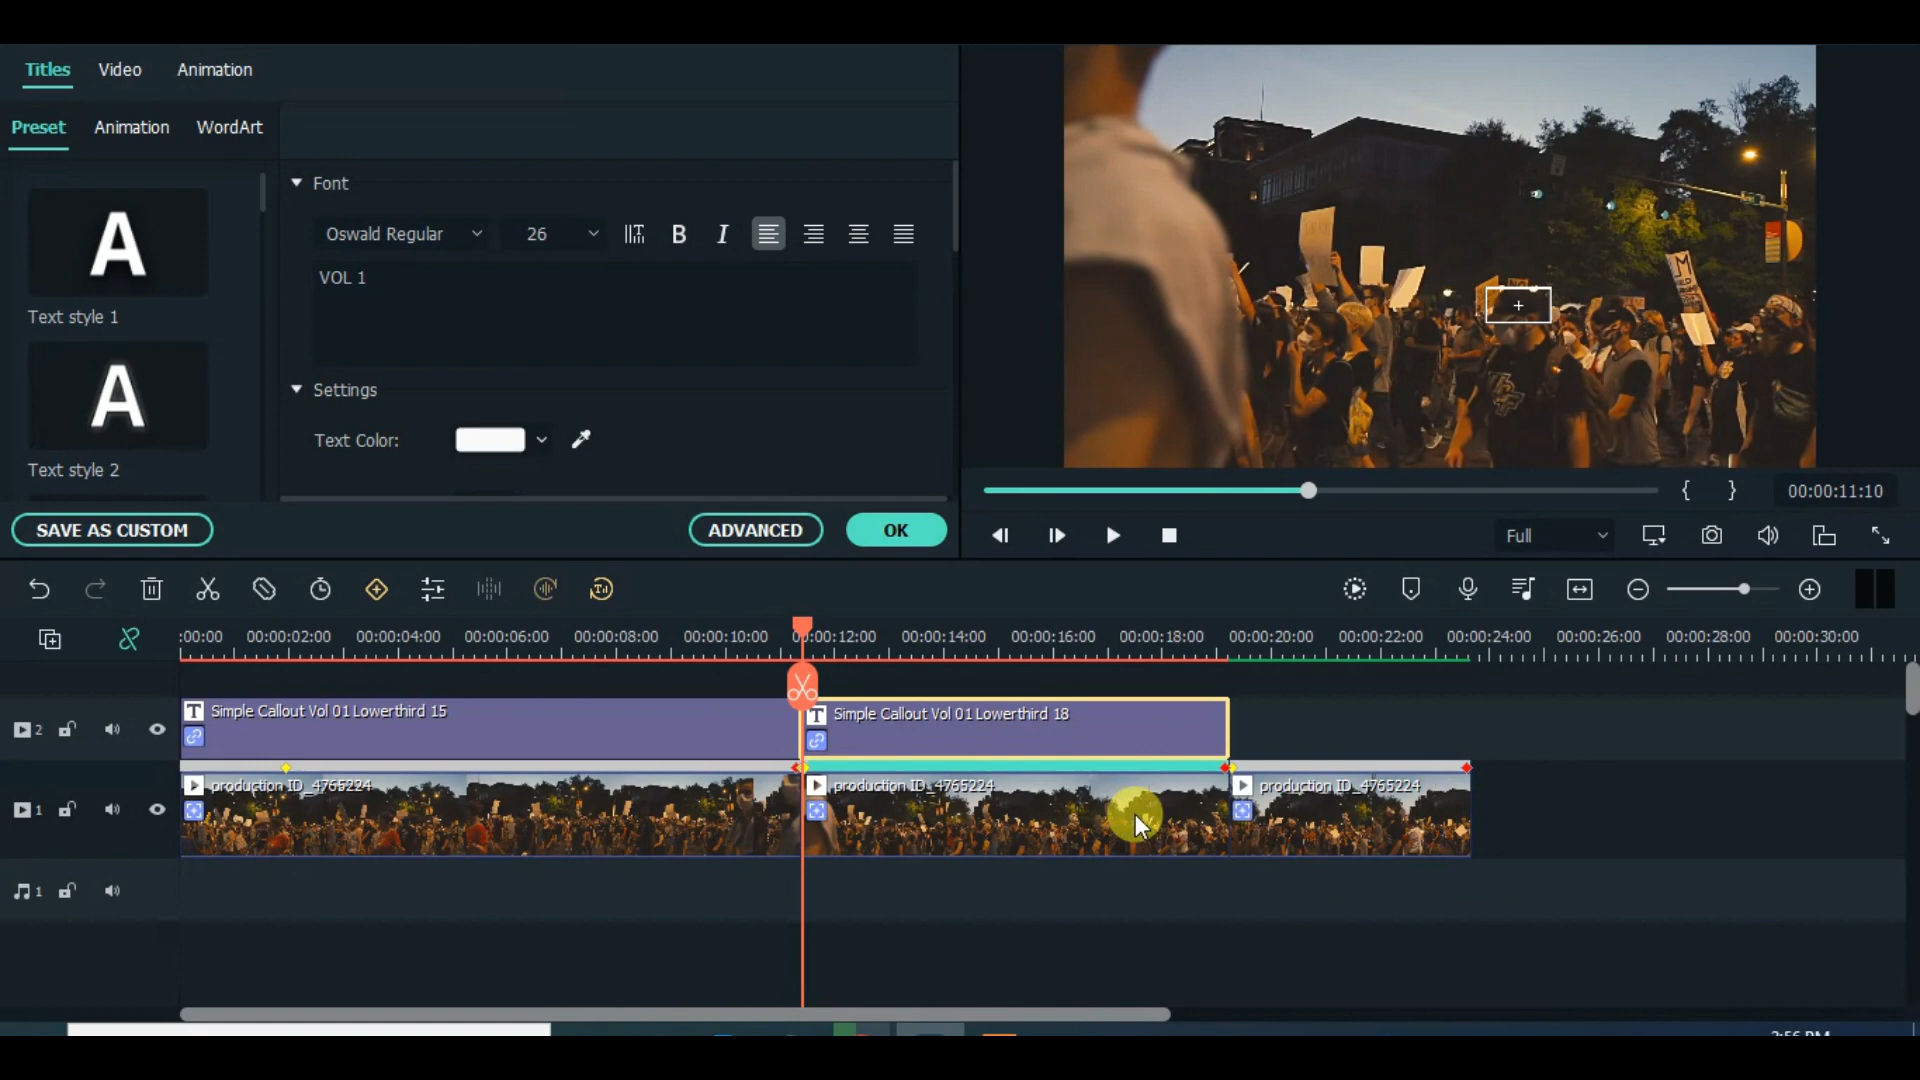 Titles Video Animation
Preset Animation WordArt
Font
A
Oswald Regular 26 B I
VOL 1
Text style 1
Settings
A
Text Color:
Text style 2
SAVE AS CUSTOM ADVANCED OK
{ } 00:00:11:10
Full
:00:00 00:00:02:00 00:00:04:00 00:00:06:00 00:00:08:00 00:00:10:00 00:00:12:00 00:00:14:00 00:00:16:00 00:00:18:00 00:00:20:00 00:00:22:00 00:00:24:00 00:00:26:00 00:00:28:00 00:00:30:00
T Simple Callout Vol 01 Lowerthird 15 T Simple Callout Vol 01 Lowerthird 18
2
production ID_4765224 production ID_4765224 production ID_4765224
1
1